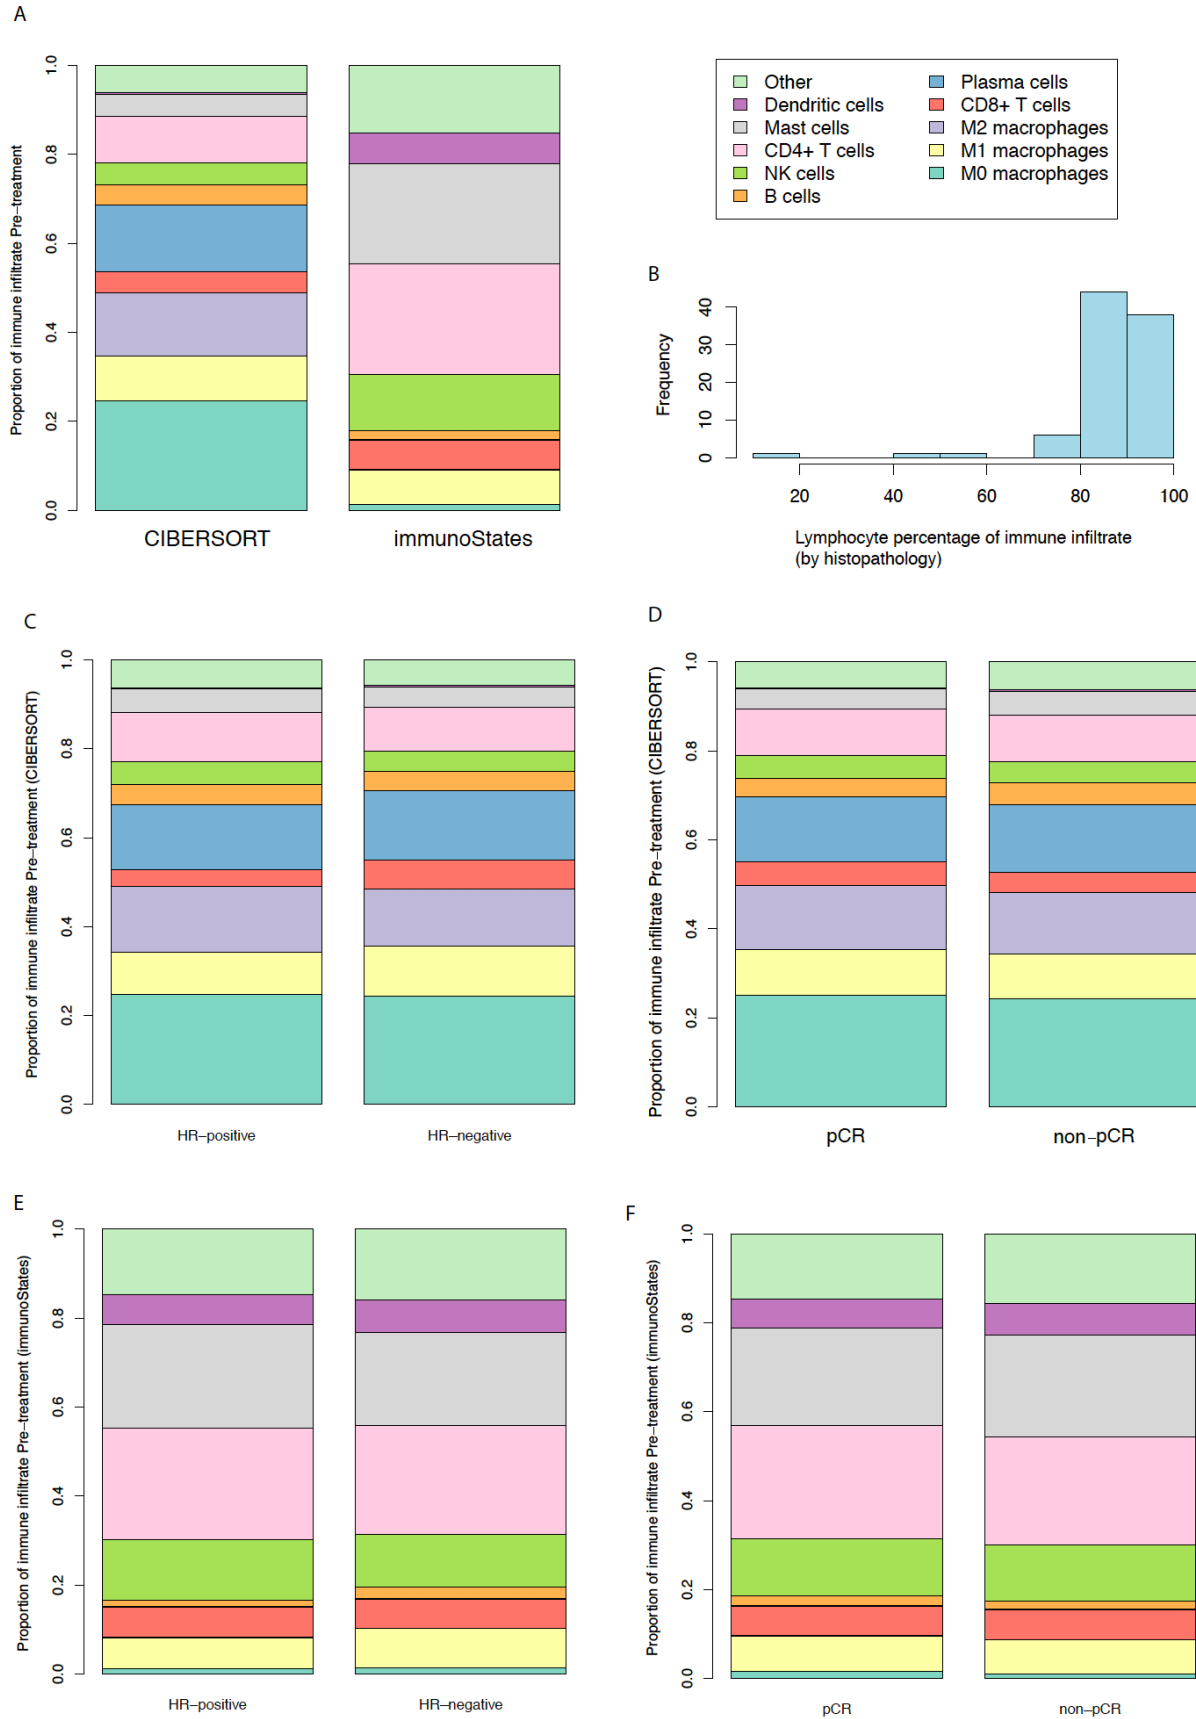 A
Proportion of immune infiltrate Pre−treatment
0.0 0.2 0.4 0.6 0.8 1.0
CIBERSORT immunoStates
Other Plasma cells
Dendritic cells CD8+ T cells
Mast cells M2 macrophages
CD4+ T cells M1 macrophages
NK cells M0 macrophages
B cells
B
Frequency
0 10 20 30 40
20 40 60 80 100
Lymphocyte percentage of immune infiltrate
(by histopathology)
C
Proportion of immune infiltrate Pre−treatment (CIBERSORT)
0.0 0.2 0.4 0.6 0.8 1.0
HR−positive HR−negative
D
Proportion of immune infiltrate Pre−treatment (CIBERSORT)
0.0 0.2 0.4 0.6 0.8 1.0
pCR non−pCR
E
Proportion of immune infiltrate Pre−treatment (immunoStates)
0.0 0.2 0.4 0.6 0.8 1.0
HR−positive HR−negative
F
Proportion of immune infiltrate Pre−treatment (immunoStates)
0.0 0.2 0.4 0.6 0.8 1.0
pCR non−pCR